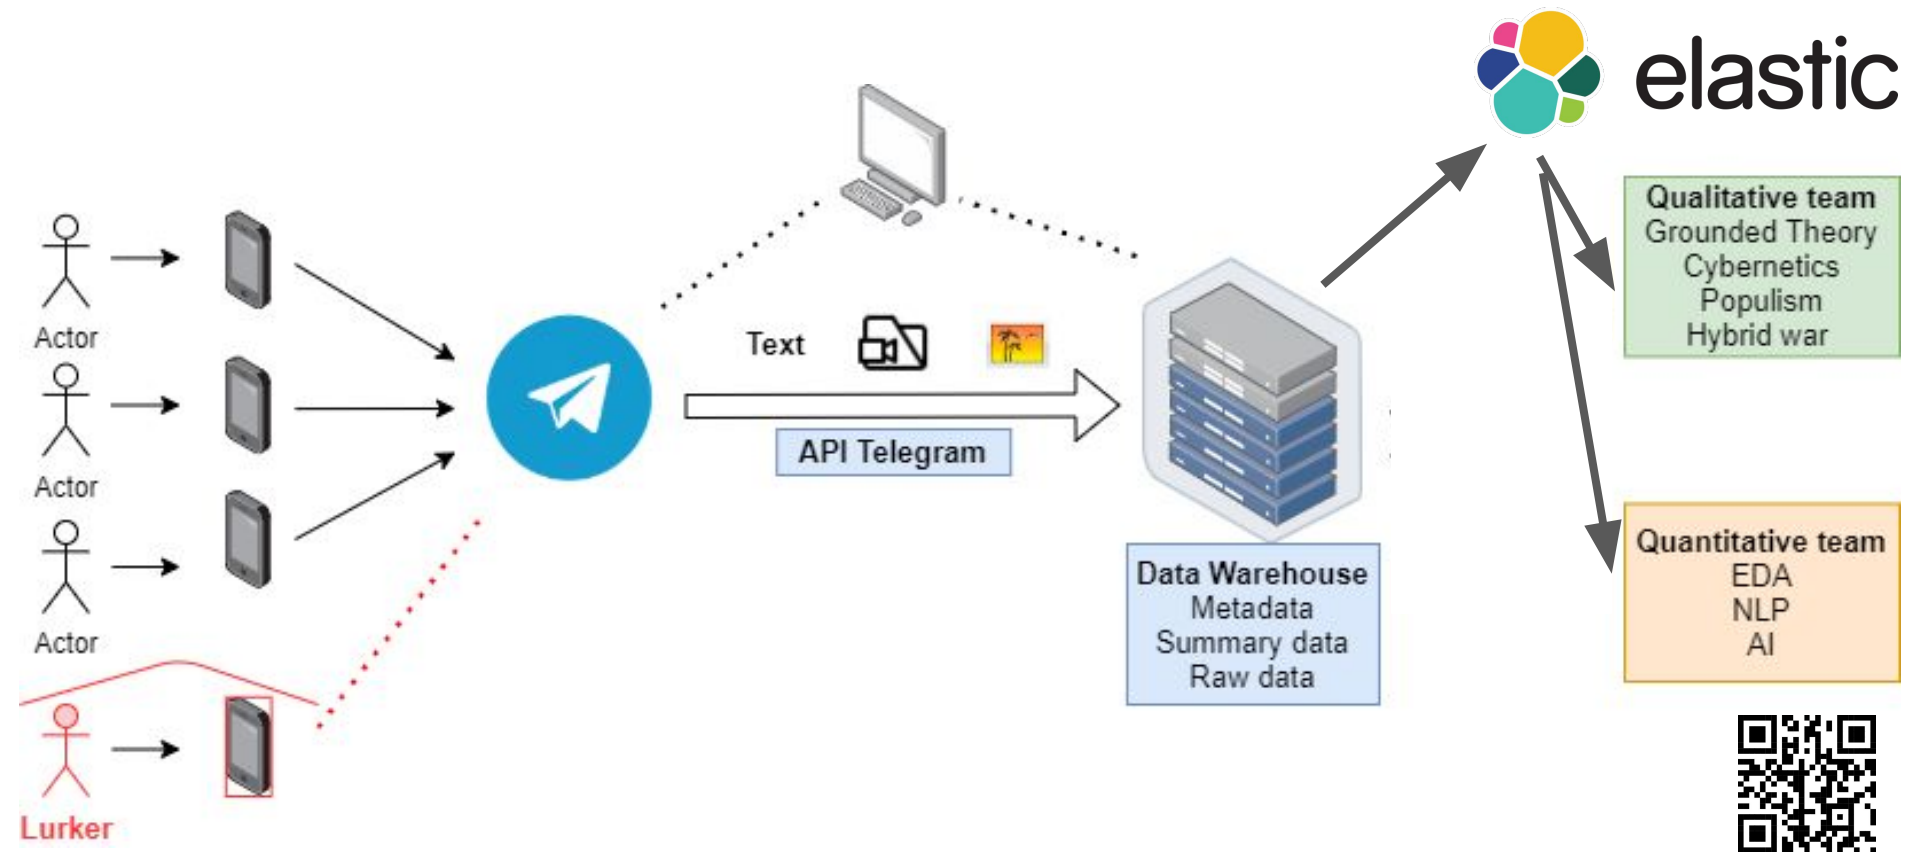 elastic
Actor
Actor
Actor
Lurker
Text
API Telegram
Data Warehouse
Metadata
Summary data
Raw data
Qualitative team
Grounded Theory
Cybernetics
Populism
Hybrid war
Quantitative team
EDA
NLP
AI